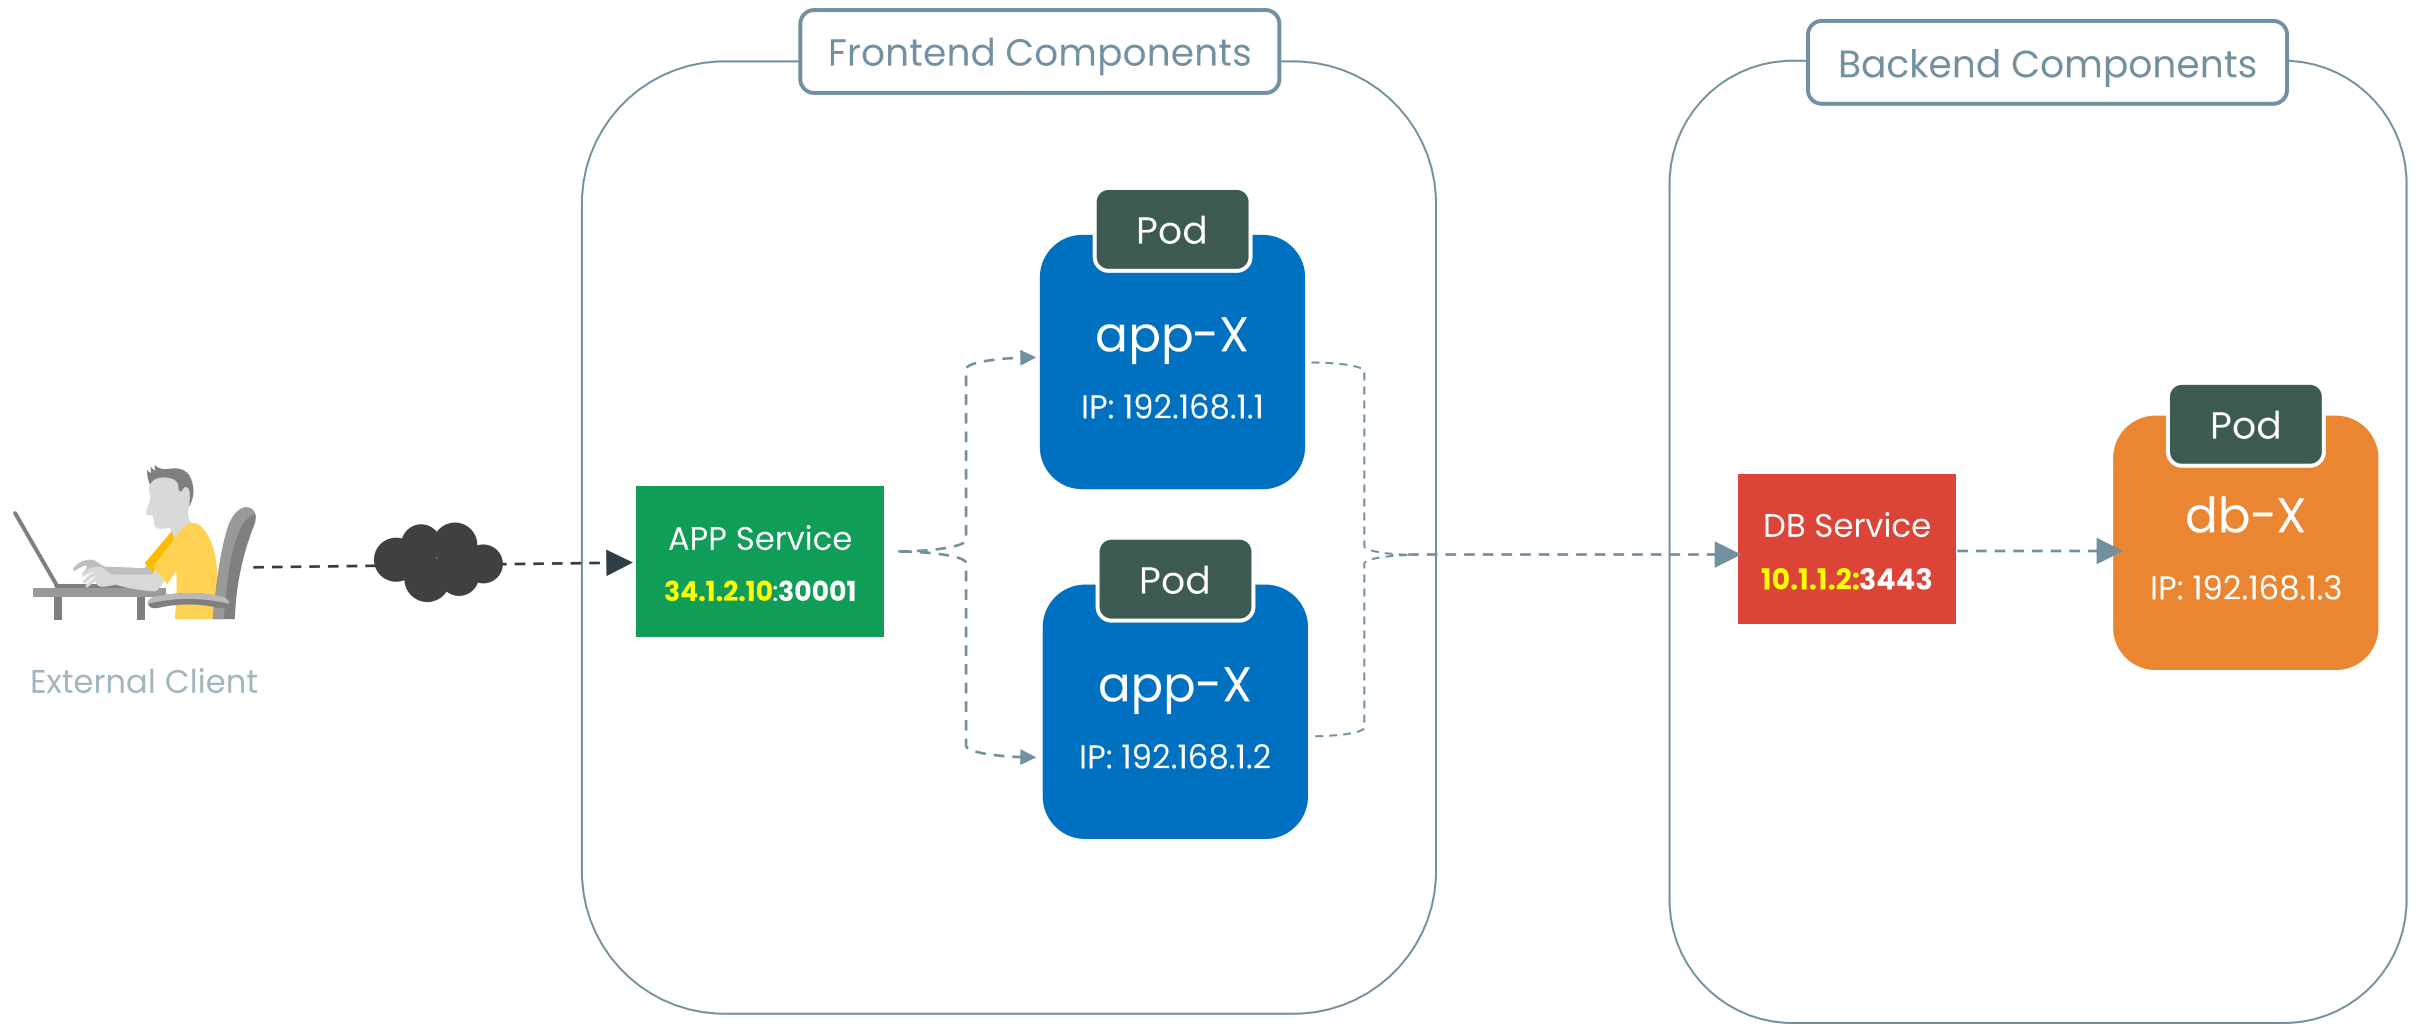 Frontend Components
Backend Components
Pod
app-X
IP: 192.168.1.1
Pod
app-X
IP: 192.168.1.2
APP Service
34.1.2.10:30001
External Client
DB Service
10.1.1.2:3443
Pod
db-X
IP: 192.168.1.3